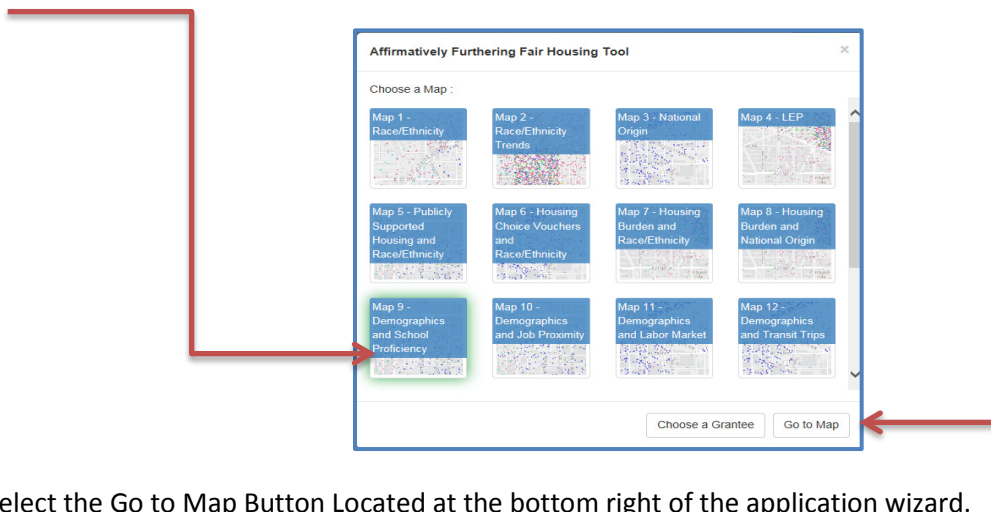 Affirmatively Furthering Fair Housing Tool
×
Choose a Map :
Map 1 -
Race/Ethnicity
Map 2 -
Race/Ethnicity
Trends
Map 3 - National
Origin
Map 4 - LEP
Map 5 - Publicly
Supported
Housing and
Race/Ethnicity
Map 6 - Housing
Choice Vouchers
and
Race/Ethnicity
Map 7 - Housing
Burden and
Race/Ethnicity
Map 8 - Housing
Burden and
National Origin
Map 9 -
Demographics
and School
Proficiency
Map 10 -
Demographics
and Job Proximity
Map 11 -
Demographics
and Labor Market
Map 12 -
Demographics
and Transit Trips
Choose a Grantee
Go to Map
elect the Go to Map Button Located at the bottom right of the application wizard.